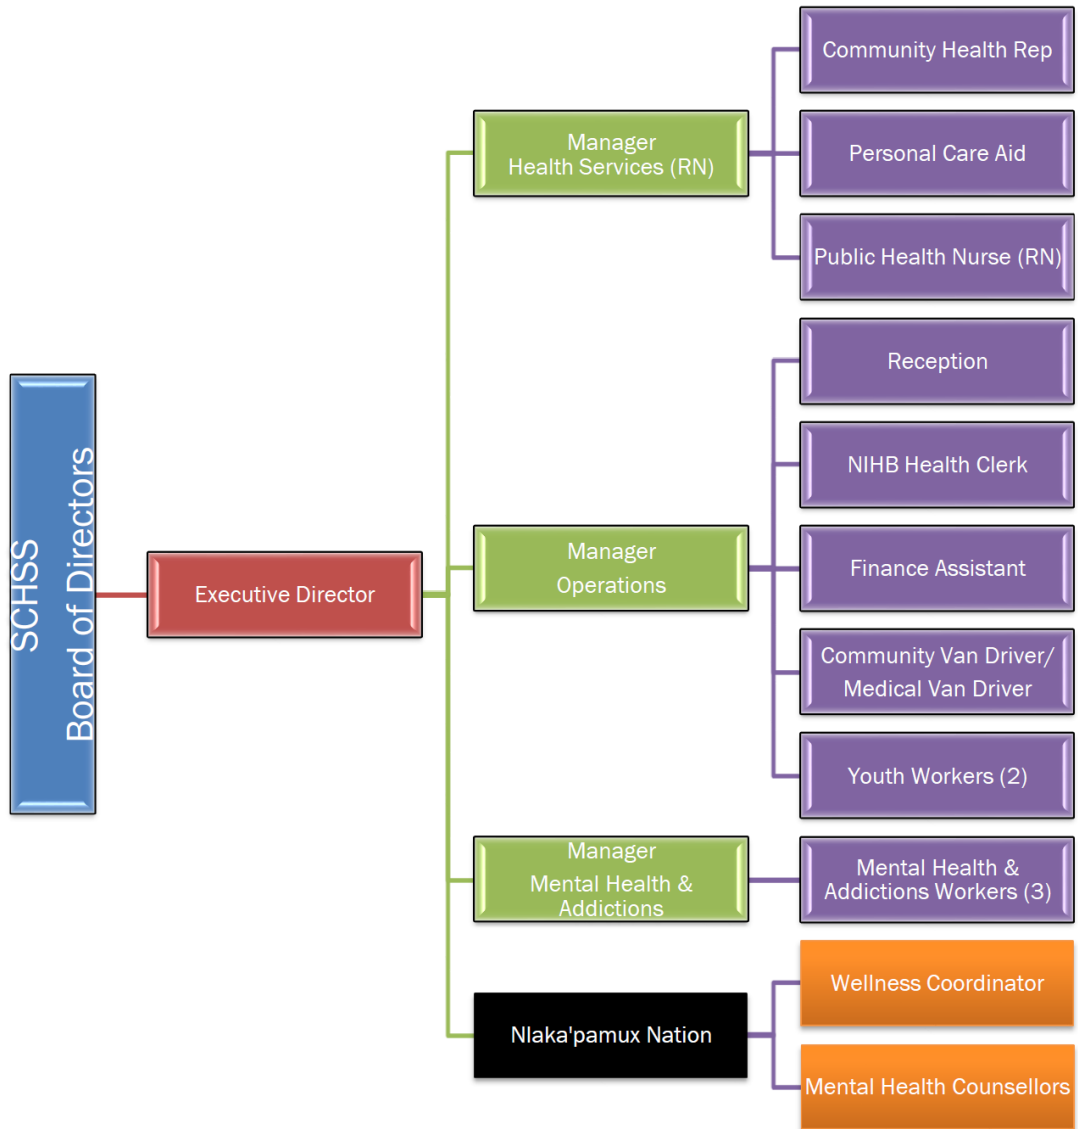 SCHSS
Board of Directors
Executive Director
Manager
Health Services (RN)
Community Health Rep
Personal Care Aid
Public Health Nurse (RN)
Manager
Operations
Reception
NIHB Health Clerk
Finance Assistant
Community Van Driver/
Medical Van Driver
Youth Workers (2)
Manager
Mental Health &
Addictions
Mental Health &
Addictions Workers (3)
Nlaka'pamux Nation
Wellness Coordinator
Mental Health Counsellors